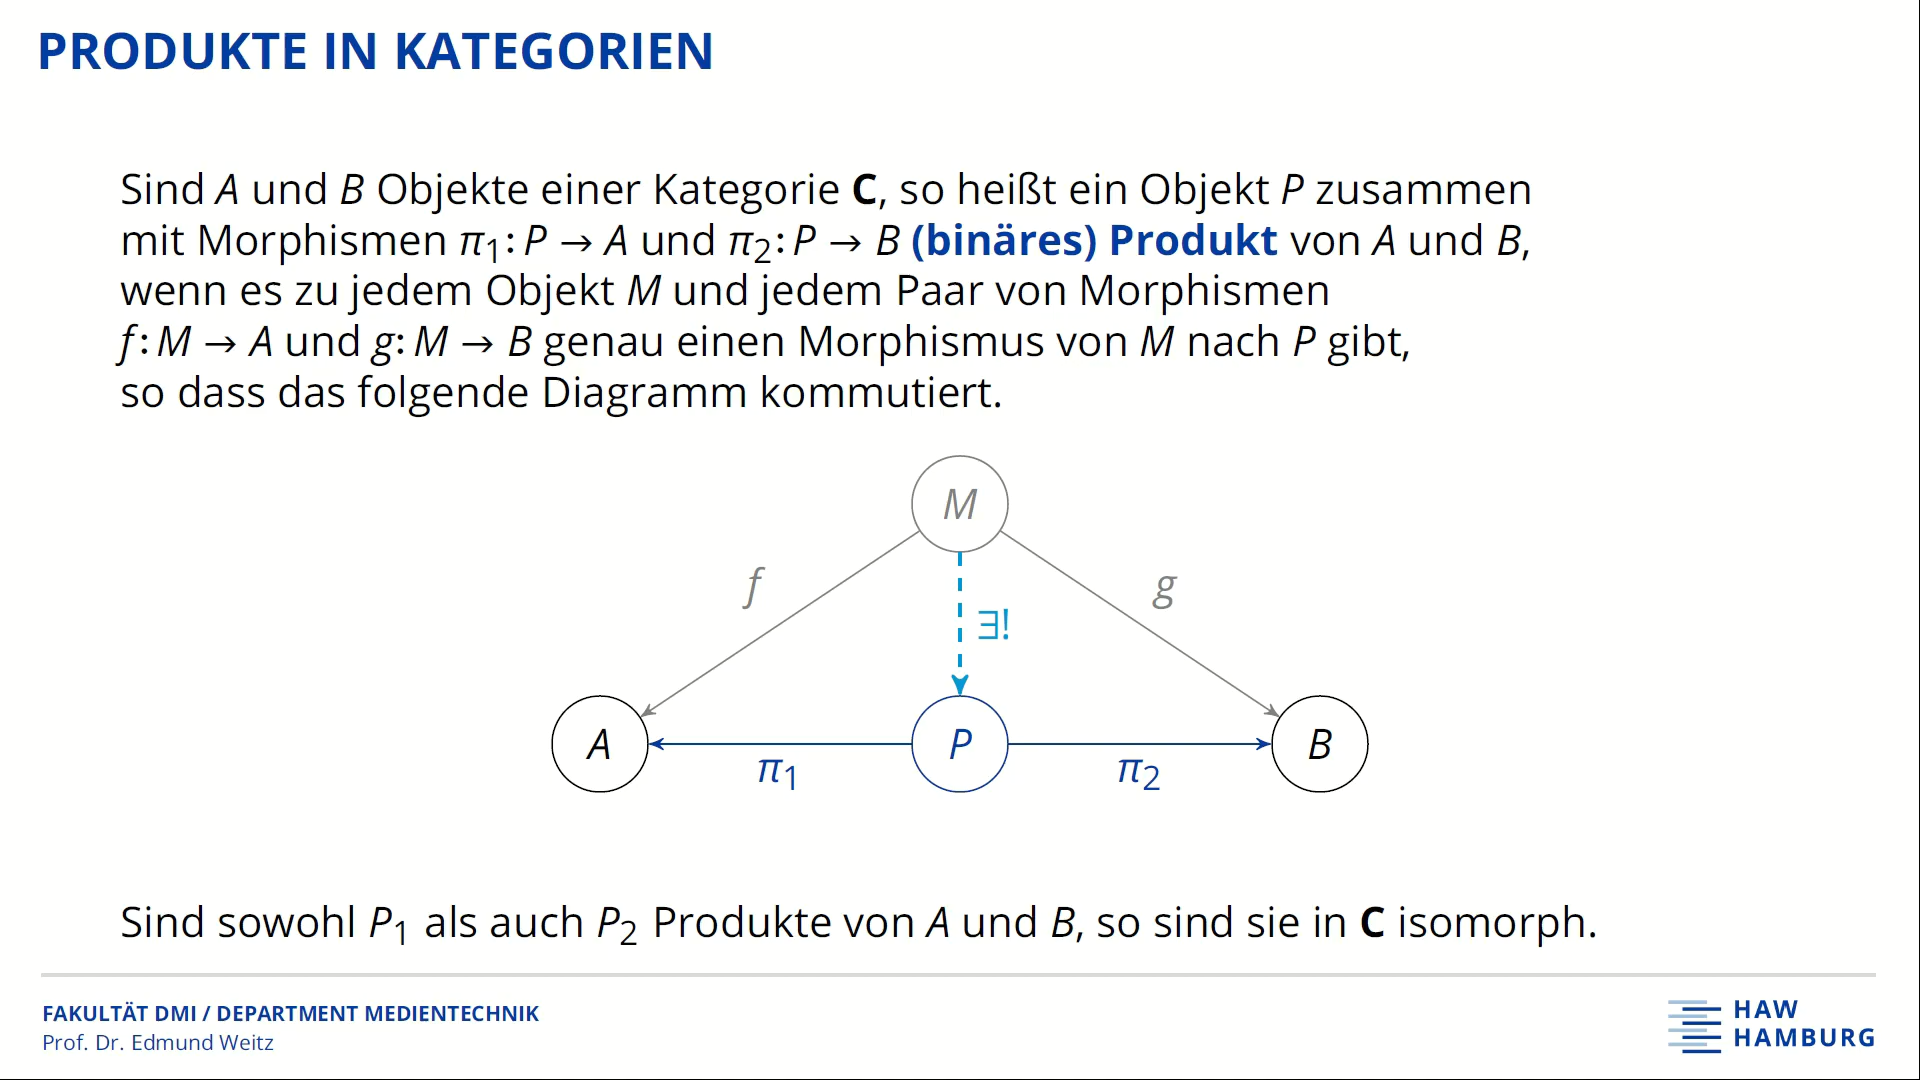 PRODUKTE IN KATEGORIEN
Sind A und B Objekte einer Kategorie C, so heißt ein Objekt P zusammen
mit Morphismen π₁: P → A und π₂: P → B (binäres) Produkt von A und B,
wenn es zu jedem Objekt M und jedem Paar von Morphismen
f: M → A und g: M → B genau einen Morphismus von M nach P gibt,
so dass das folgende Diagramm kommutiert.
M
f
g
∃!
A
P
B
π₁
π₂
Sind sowohl P₁ als auch P₂ Produkte von A und B, so sind sie in C isomorph.
FAKULTÄT DMI / DEPARTMENT MEDIENTECHNIK
Prof. Dr. Edmund Weitz
HAW
HAMBURG